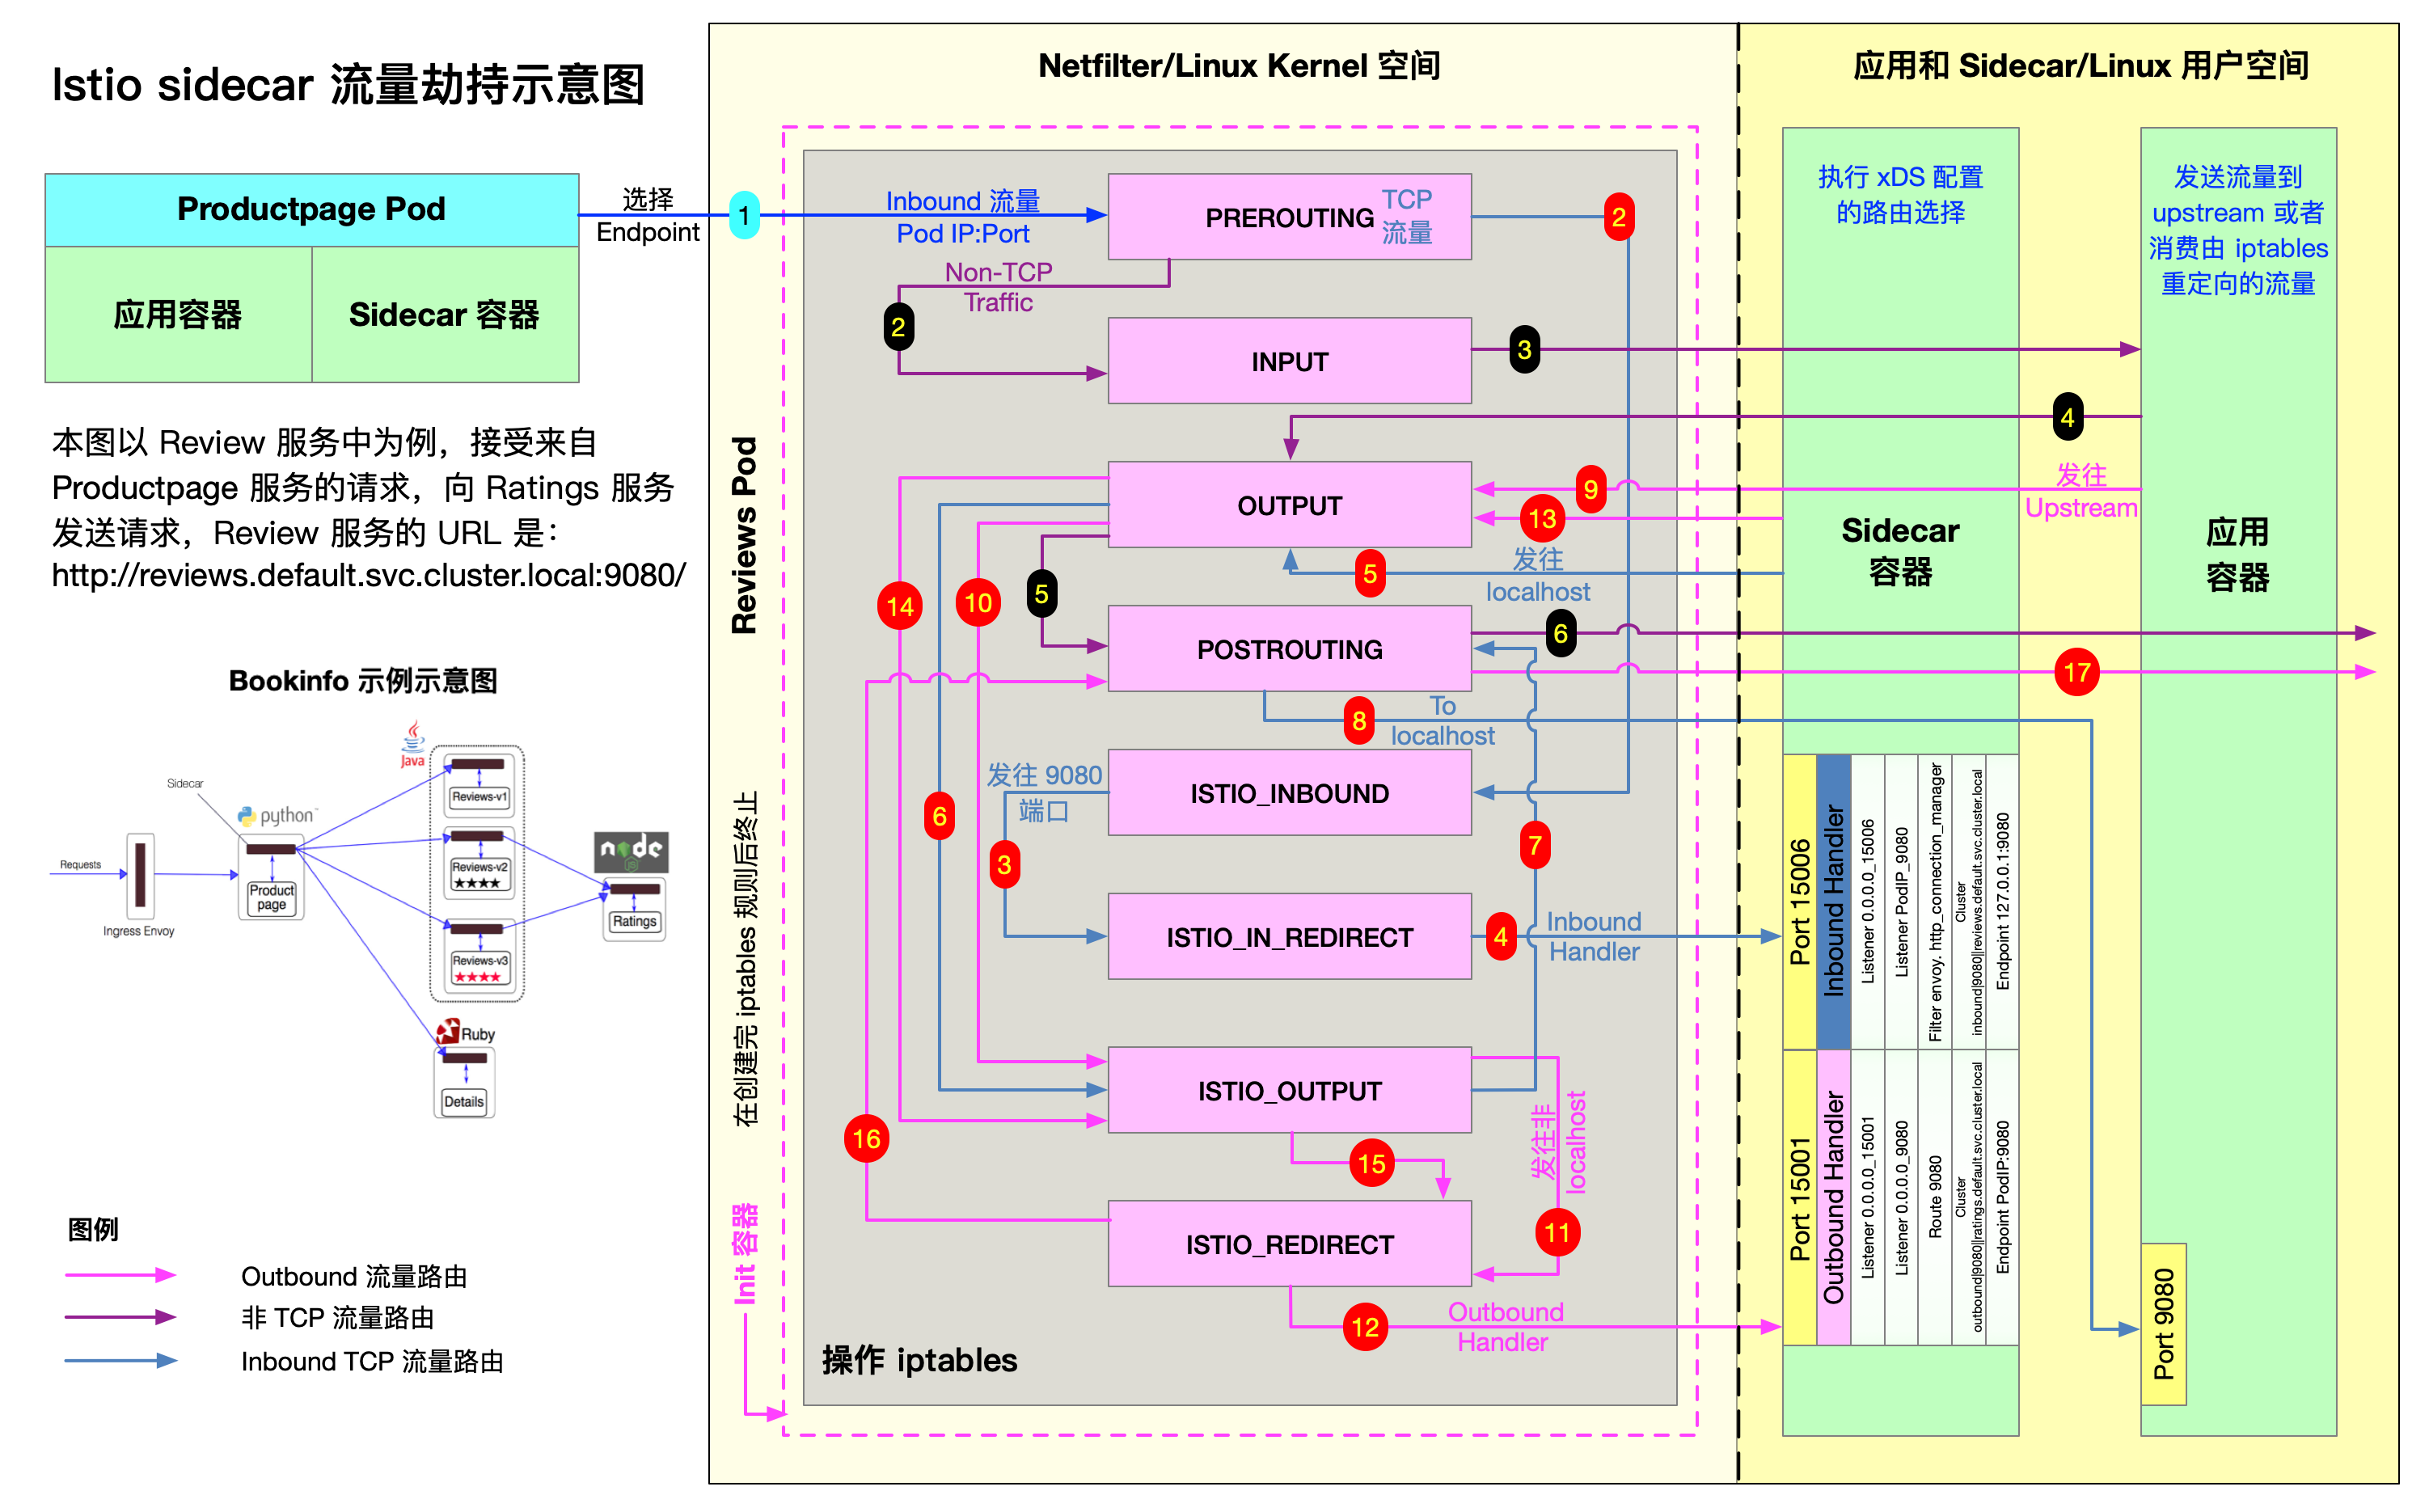 Istio sidecar 流量劫持示意图
Productpage Pod
应用容器
Sidecar 容器
选择
Endpoint
本图以 Review 服务中为例，接受来自
Productpage 服务的请求，向 Ratings 服务
发送请求，Review 服务的 URL 是：
http://reviews.default.svc.cluster.local:9080/
Bookinfo 示例示意图
Java
Sidecar
python™
Reviews-v1
Requests
Ingress Envoy
Product
page
Reviews-v2
★★★★
node
JS
Ratings
Reviews-v3
★★★★
Ruby
Details
图例
Outbound 流量路由
非 TCP 流量路由
Inbound TCP 流量路由
Netfilter/Linux Kernel 空间
应用和 Sidecar/Linux 用户空间
Reviews Pod
在创建完 iptables 规则后终止
Init 容器
1
Inbound 流量
Pod IP:Port
PREROUTING
TCP
流量
2
Non-TCP
Traffic
2
INPUT
3
4
OUTPUT
9
13
发往
Upstream
5
发往
localhost
14
10
5
POSTROUTING
6
17
8
To
localhost
发往 9080
端口
ISTIO_INBOUND
6
3
7
ISTIO_IN_REDIRECT
4
Inbound
Handler
ISTIO_OUTPUT
16
15
发往非
localhost
11
ISTIO_REDIRECT
12
Outbound
Handler
操作 iptables
执行 xDS 配置
的路由选择
Sidecar
容器
发送流量到
upstream 或者
消费由 iptables
重定向的流量
应用
容器
Port 15006
Inbound Handler
Listener 0.0.0.0_15006
Listener PodIP_9080
Filter envoy. http_connection_manager
Cluster
inbound|9080||reviews.default.svc.cluster.local
Endpoint 127.0.0.1:9080
Port 15001
Outbound Handler
Listener 0.0.0.0_15001
Listener 0.0.0.0_9080
Route 9080
Cluster
outbound|9080||ratings.default.svc.cluster.local
Endpoint PodIP:9080
Port 9080